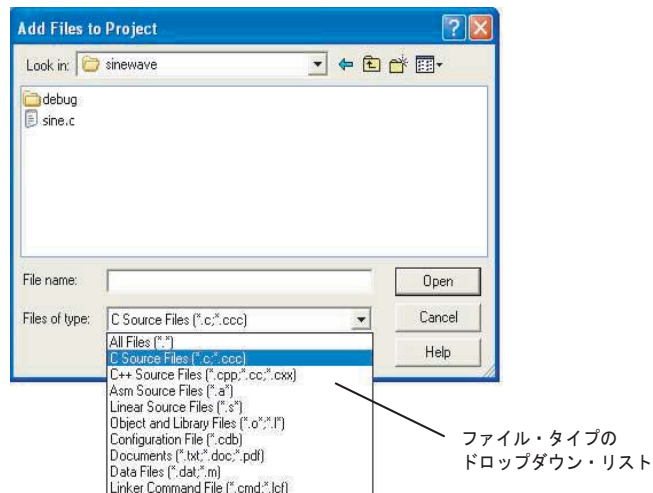 Add Files to Project
Look in: sinewave
debug
sine.c
File name:
Open
Files of type: C Source Files (*.c;*.ccc)
Cancel
All Files (*.*)
C Source Files (*.c;*.ccc)
Help
C++ Source Files (*.cpp;*.cc;*.cxx)
Asm Source Files (*.a*)
Linear Source Files (*.s*)
Object and Library Files (*.o*;*.l*)
Configuration File (*.cdb)
Documents (*.txt;*.doc;*.pdf)
Data Files (*.dat;*.m)
Linker Command File (*.cmd;*.lcf)
ファイル・タイプの
ドロップダウン・リスト